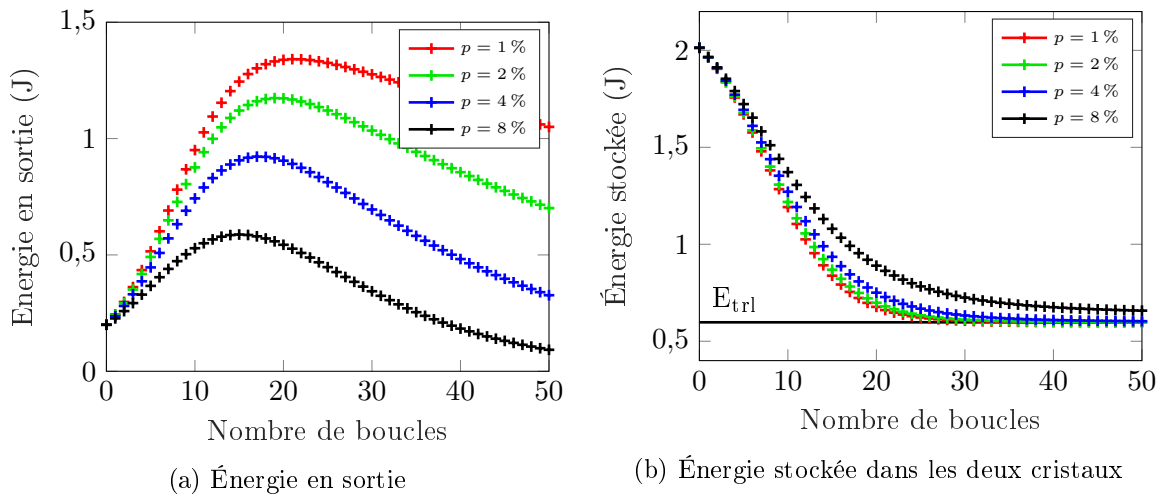 1,5
1
0,5
0
0 10 20 30 40 50
Énergie en sortie (J)
Nombre de boucles
p = 1 %
p = 2 %
p = 4 %
p = 8 %
(a) Énergie en sortie
2
1,5
1
0,5
0 10 20 30 40 50
Énergie stockée (J)
Nombre de boucles
p = 1 %
p = 2 %
p = 4 %
p = 8 %
E_trl
(b) Énergie stockée dans les deux cristaux